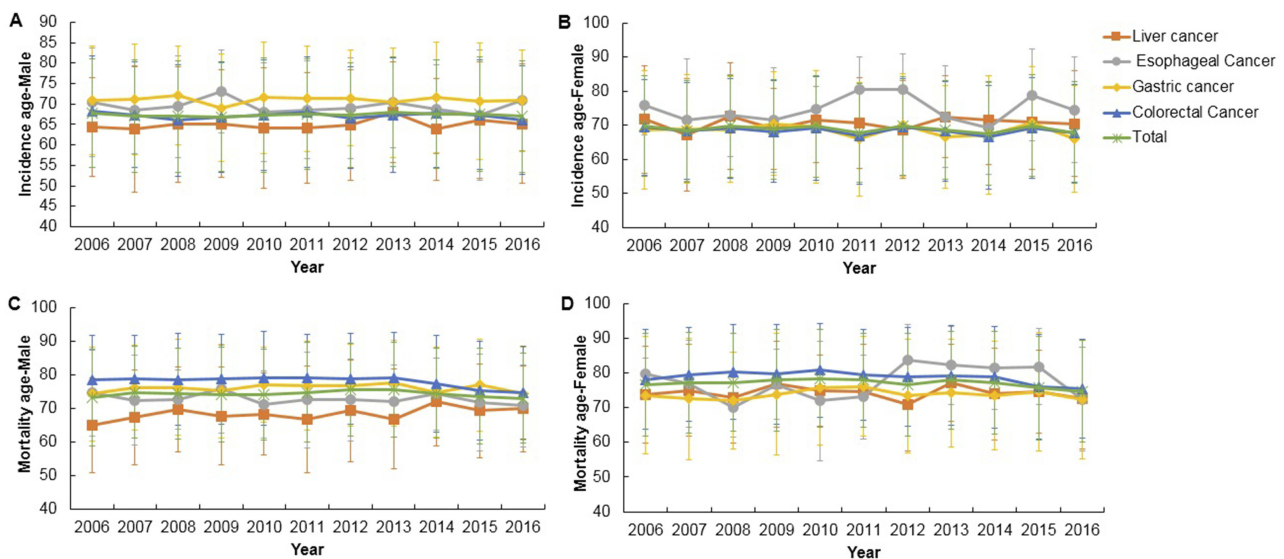 A
Incidence age-Male
90
85
80
75
70
65
60
55
50
45
40
2006 2007 2008 2009 2010 2011 2012 2013 2014 2015 2016
Year
B
Incidence age-Female
100
90
80
70
60
50
40
2006 2007 2008 2009 2010 2011 2012 2013 2014 2015 2016
Year
Liver cancer
Esophageal Cancer
Gastric cancer
Colorectal Cancer
Total
C
Mortality age-Male
100
90
80
70
60
50
40
2006 2007 2008 2009 2010 2011 2012 2013 2014 2015 2016
Year
D
Mortality age-Female
100
90
80
70
60
50
40
2006 2007 2008 2009 2010 2011 2012 2013 2014 2015 2016
Year